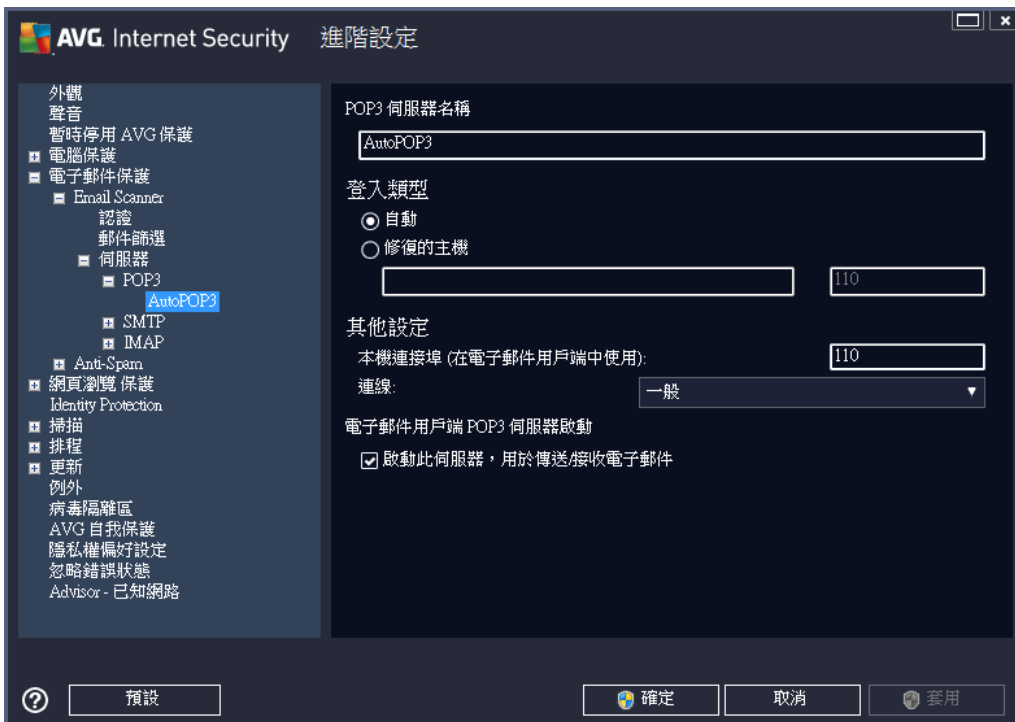 AVG. Internet Security 進階設定
外觀
聲音
暫時停用 AVG 保護
電腦保護
電子郵件保護
Email Scanner
認證
郵件篩選
伺服器
POP3
AutoPOP3
SMTP
IMAP
Anti-Spam
網頁瀏覽 保護
Identity Protection
掃描
排程
更新
例外
病毒隔離區
AVG 自我保護
隱私權偏好設定
忽略錯誤狀態
Advisor - 已知網路
POP3 伺服器名稱
AutoPOP3
登入類型
自動
修復的主機
110
其他設定
本機連接埠 (在電子郵件用戶端中使用):
110
連線:
一般
電子郵件用戶端 POP3 伺服器啟動
啟動此伺服器，用於傳送/接收電子郵件
預設
確定
取消
套用